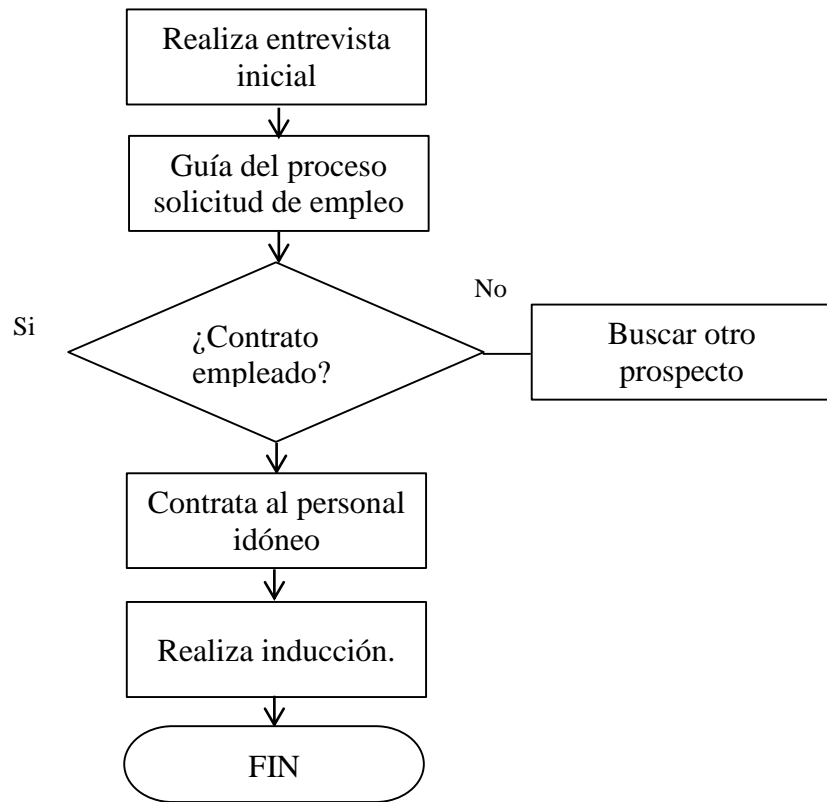 Realiza entrevista
inicial
Guía del proceso
solicitud de empleo
Si
¿Contrato
empleado?
No
Buscar otro
prospecto
Contrata al personal
idóneo
Realiza inducción.
FIN